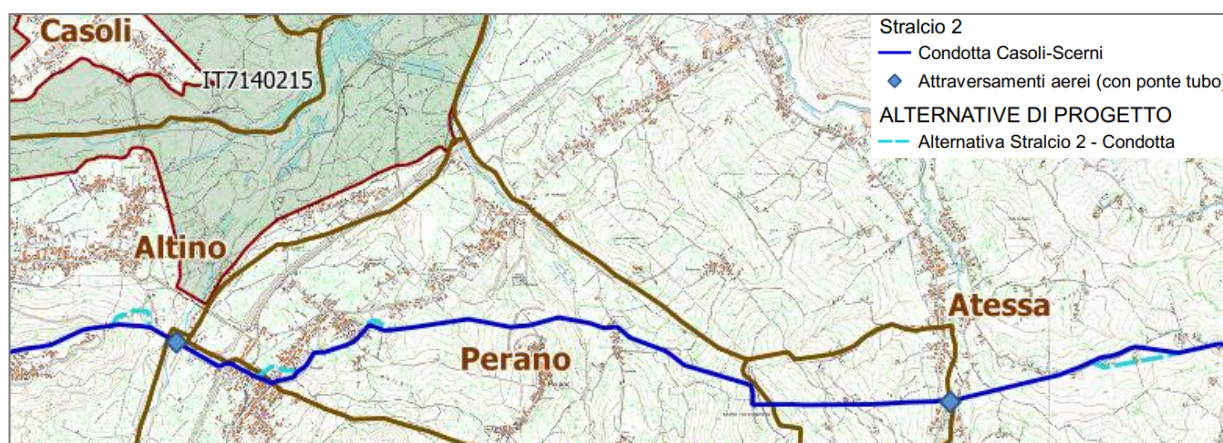 Casoli
IT7140215
Altino
Perano
Atessa
Stralcio 2
Condotta Casoli-Scerni
Attraversamenti aerei (con ponte tubo)
ALTERNATIVE DI PROGETTO
Alternativa Stralcio 2 - Condotta